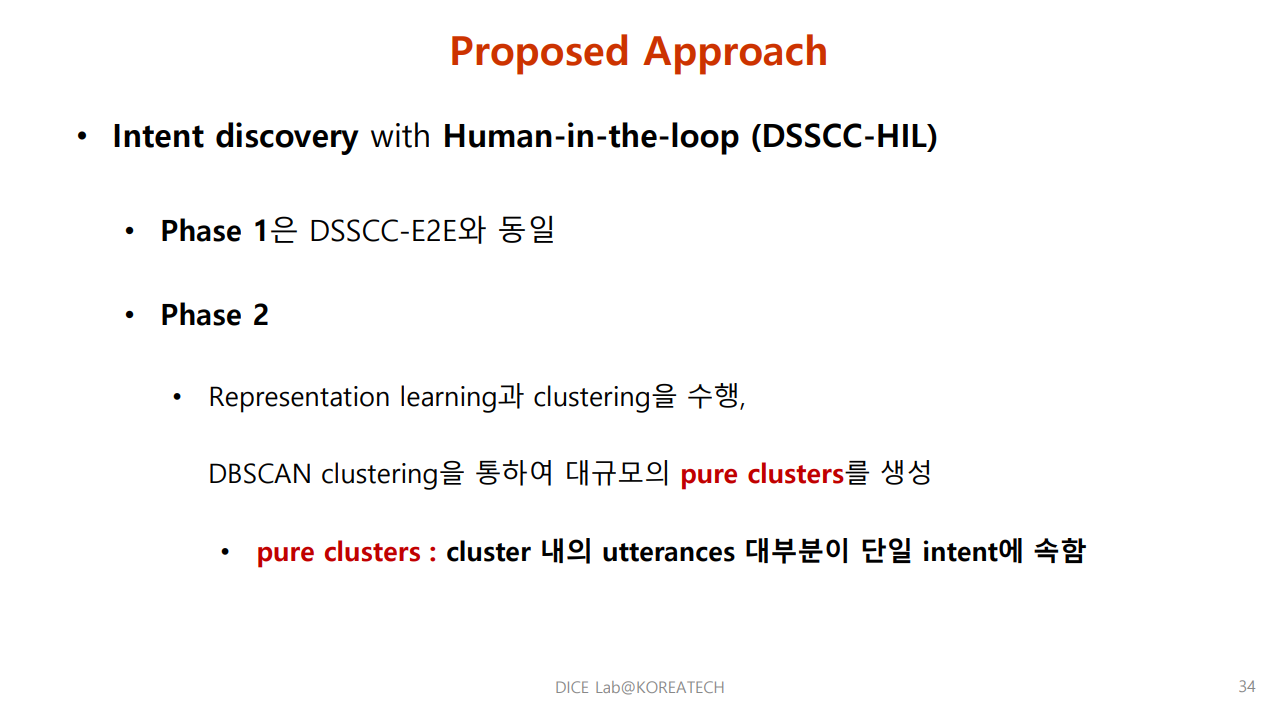 Proposed Approach
• Intent discovery with Human-in-the-loop (DSSCC-HIL)
• Phase 1은 DSSCC-E2E와 동일
• Phase 2
• Representation learning과 clustering을 수행,
DBSCAN clustering을 통하여 대규모의 pure clusters를 생성
• pure clusters : cluster 내의 utterances 대부분이 단일 intent에 속함
DICE Lab@KOREATECH
34